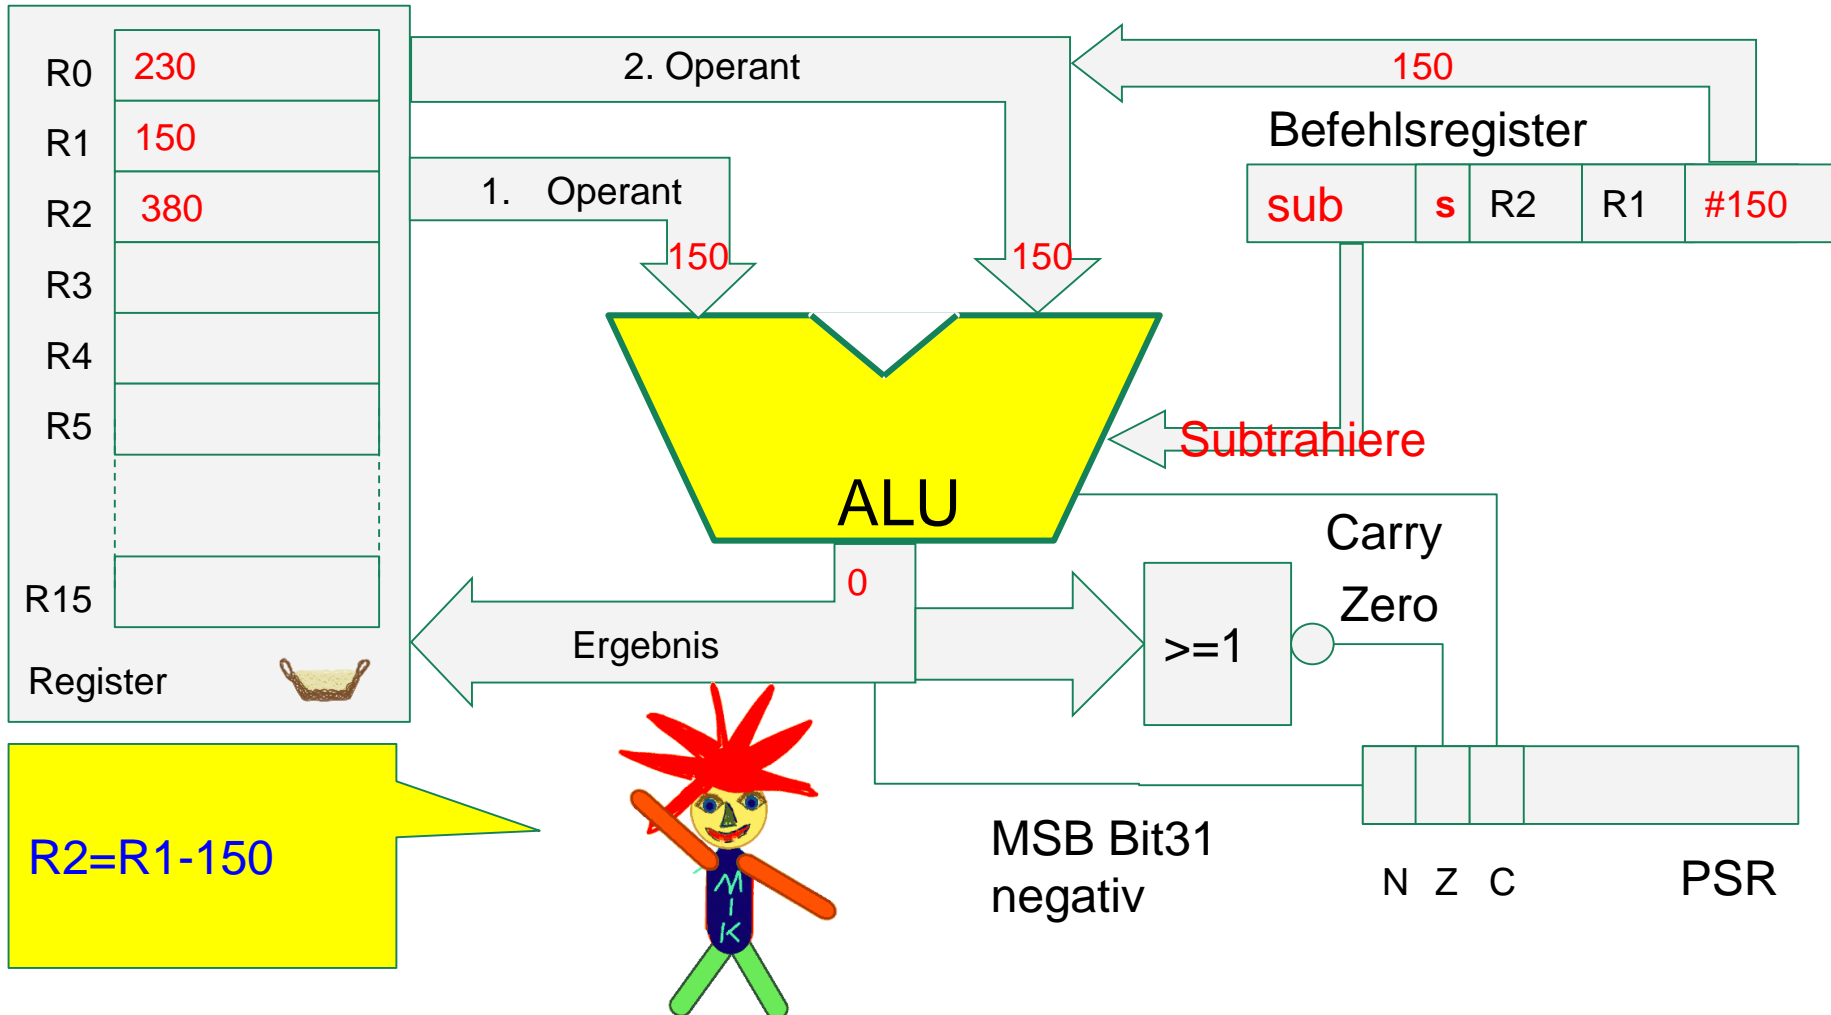 R0 230
R1 150
R2 380
R3
R4
R5
R15
Register
2. Operant
1. Operant
150
150
150
Befehlsregister
sub s R2 R1 #150
Subtrahiere
ALU
0
Ergebnis
Carry
Zero
>=1
R2=R1-150
MIK
MSB Bit31
negativ
N Z C PSR